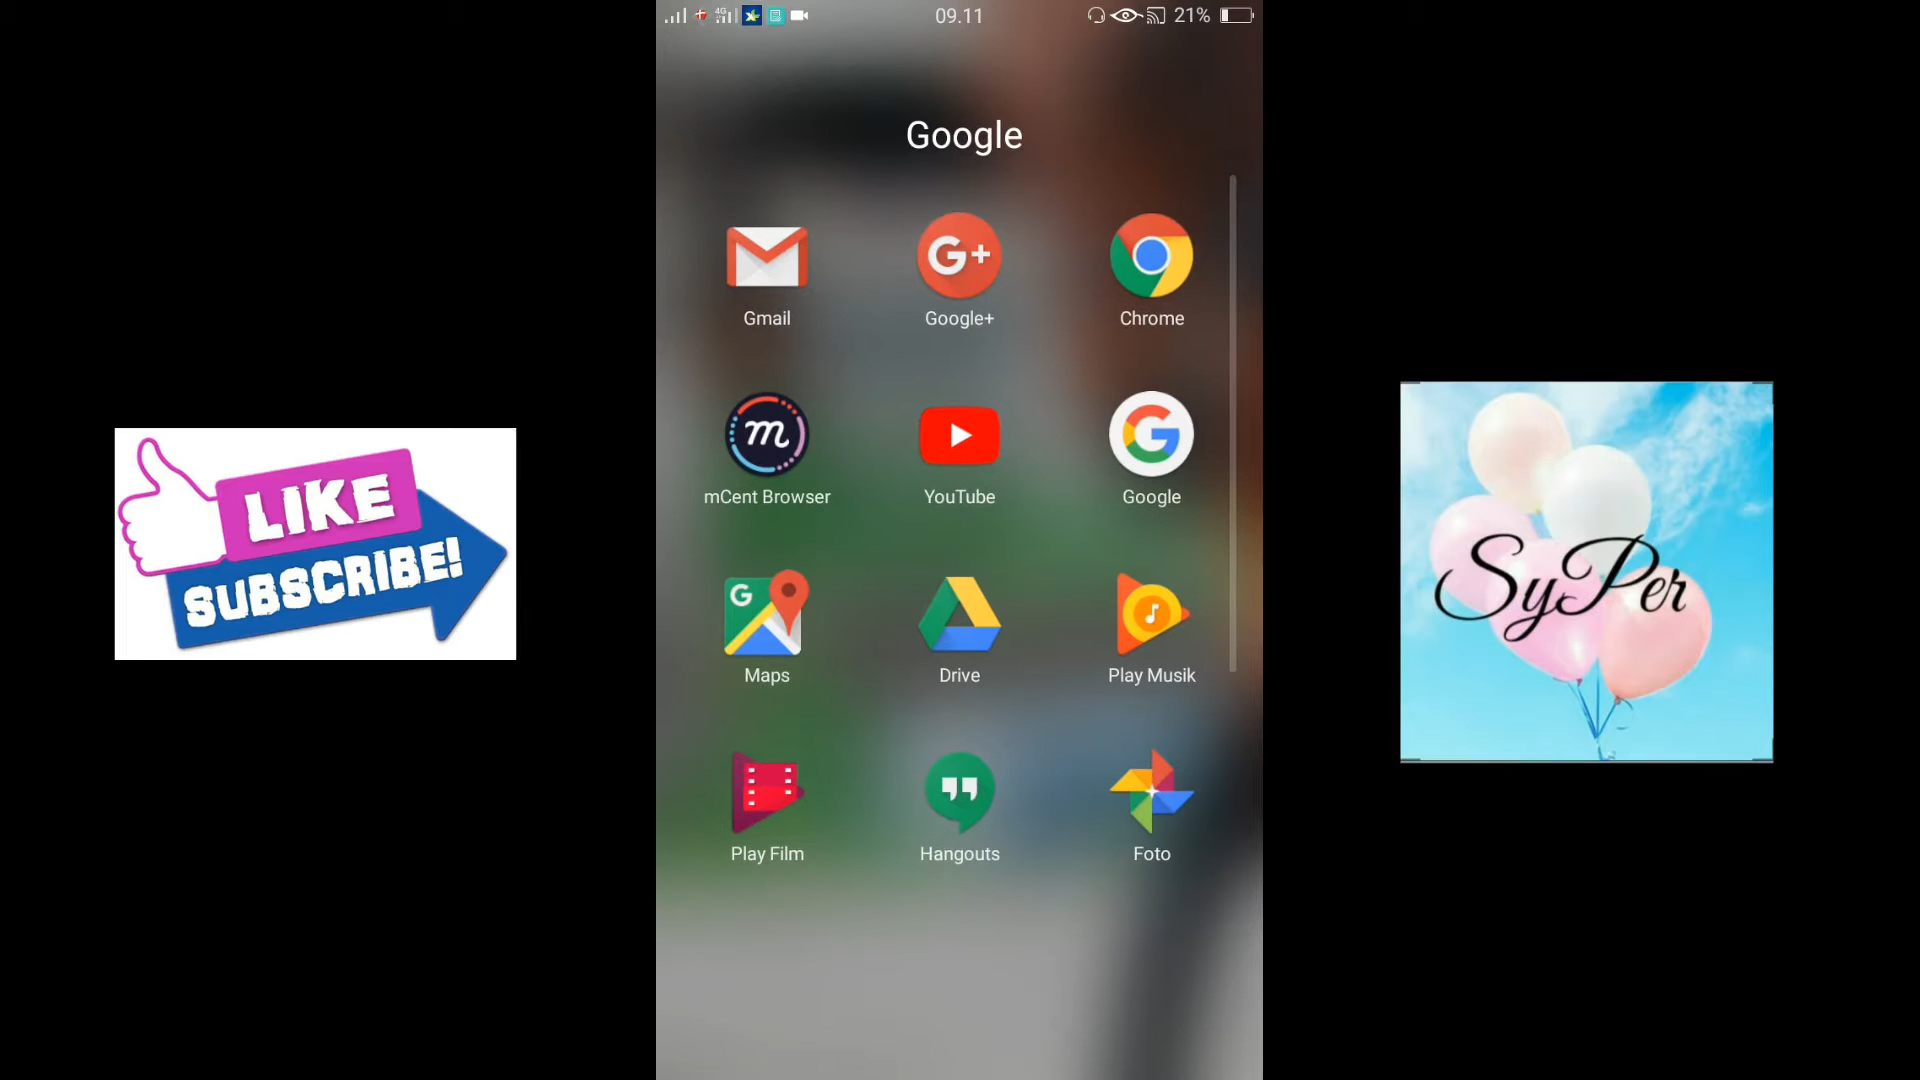 4G
09.11
21%
Google
G+
Gmail
Google+
Chrome
m
G
mCent Browser
YouTube
Google
G
Maps
Drive
Play Musik
Play Film
Hangouts
Foto
LIKE
SUBSCRIBE!
SyPer